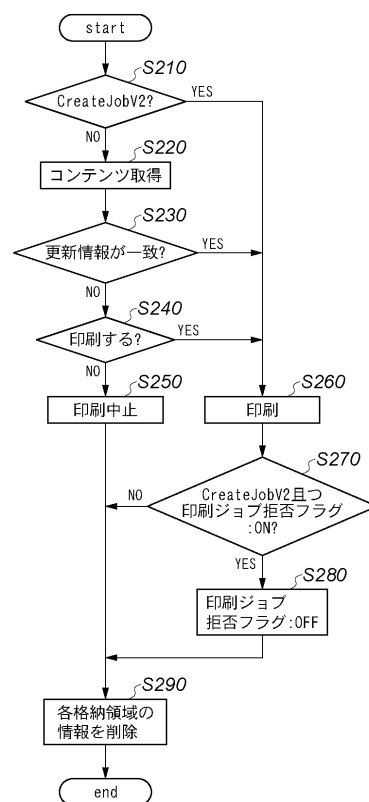 start
S210
CreateJobV2?
YES
NO
S220
コンテンツ取得
S230
更新情報が一致?
YES
NO
S240
印刷する?
YES
NO
S250
印刷中止
S260
印刷
S270
CreateJobV2且つ
印刷ジョブ拒否フラグ
:ON?
NO
YES
S280
印刷ジョブ
拒否フラグ:OFF
S290
各格納領域の
情報を削除
end